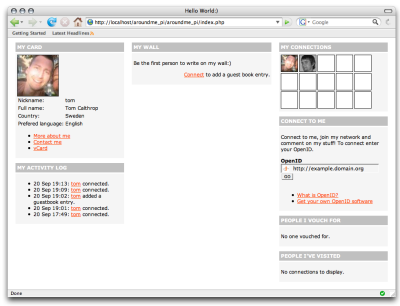 Hello World:)
http://localhost/aroundme_pi/aroundme_pi/index.php
Google
Getting Started Latest Headlines
MY CARD
Nickname: tom
Full name: Tom Calthrop
Country: Sweden
Prefered language: English
More about me
Contact me
vCard
MY ACTIVITY LOG
20 Sep 19:13: tom connected.
20 Sep 19:02: tom added a
guestbook entry.
20 Sep 19:01: tom connected.
20 Sep 17:49: tom connected.
MY WALL
Be the first person to write on my wall:)
Connect to add a guest book entry.
MY CONNECTIONS
CONNECT TO ME
Connect to me, join my network and
comment on my stuff! To connect enter
your OpenID.
OpenID
http://example.domain.org
GO
What is OpenID?
Get your own OpenID software
PEOPLE I VOUCH FOR
No one vouched for.
PEOPLE I'VE VISITED
No connections to display.
Done